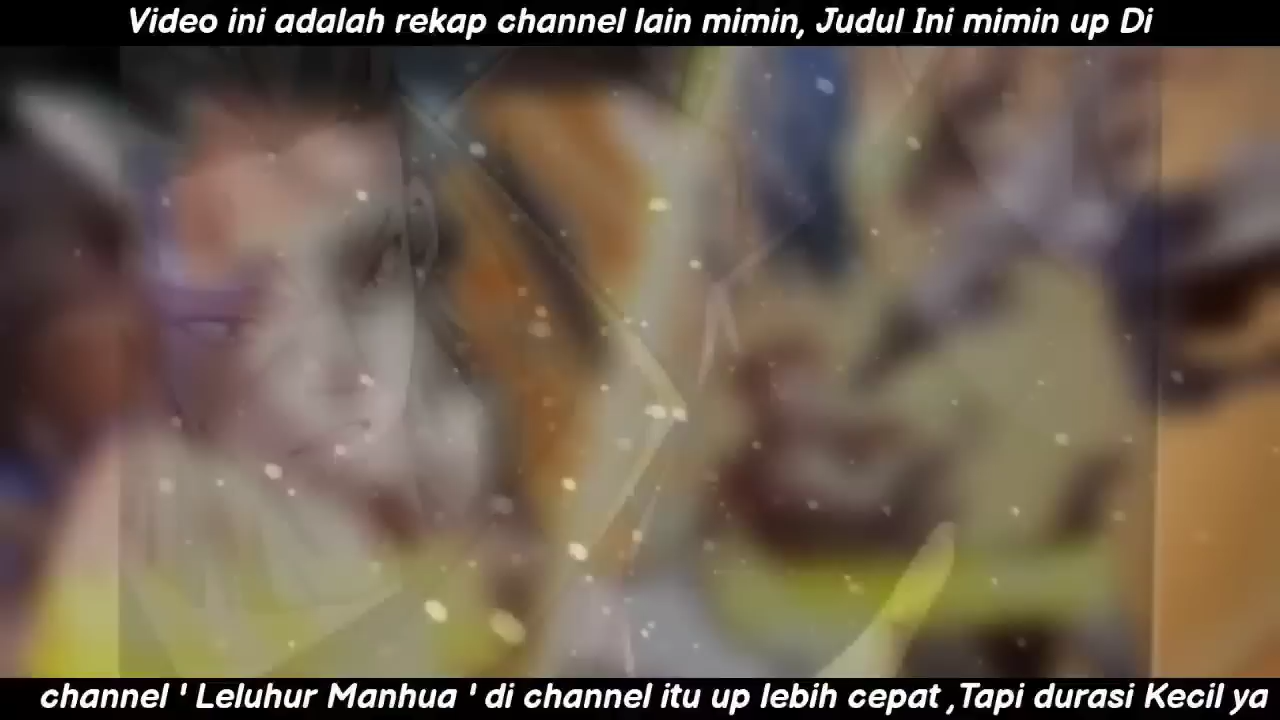 Video ini adalah rekap channel lain mimin, Judul Ini mimin up Di
channel ' Leluhur Manhua ' di channel itu up lebih cepat ,Tapi durasi Kecil ya